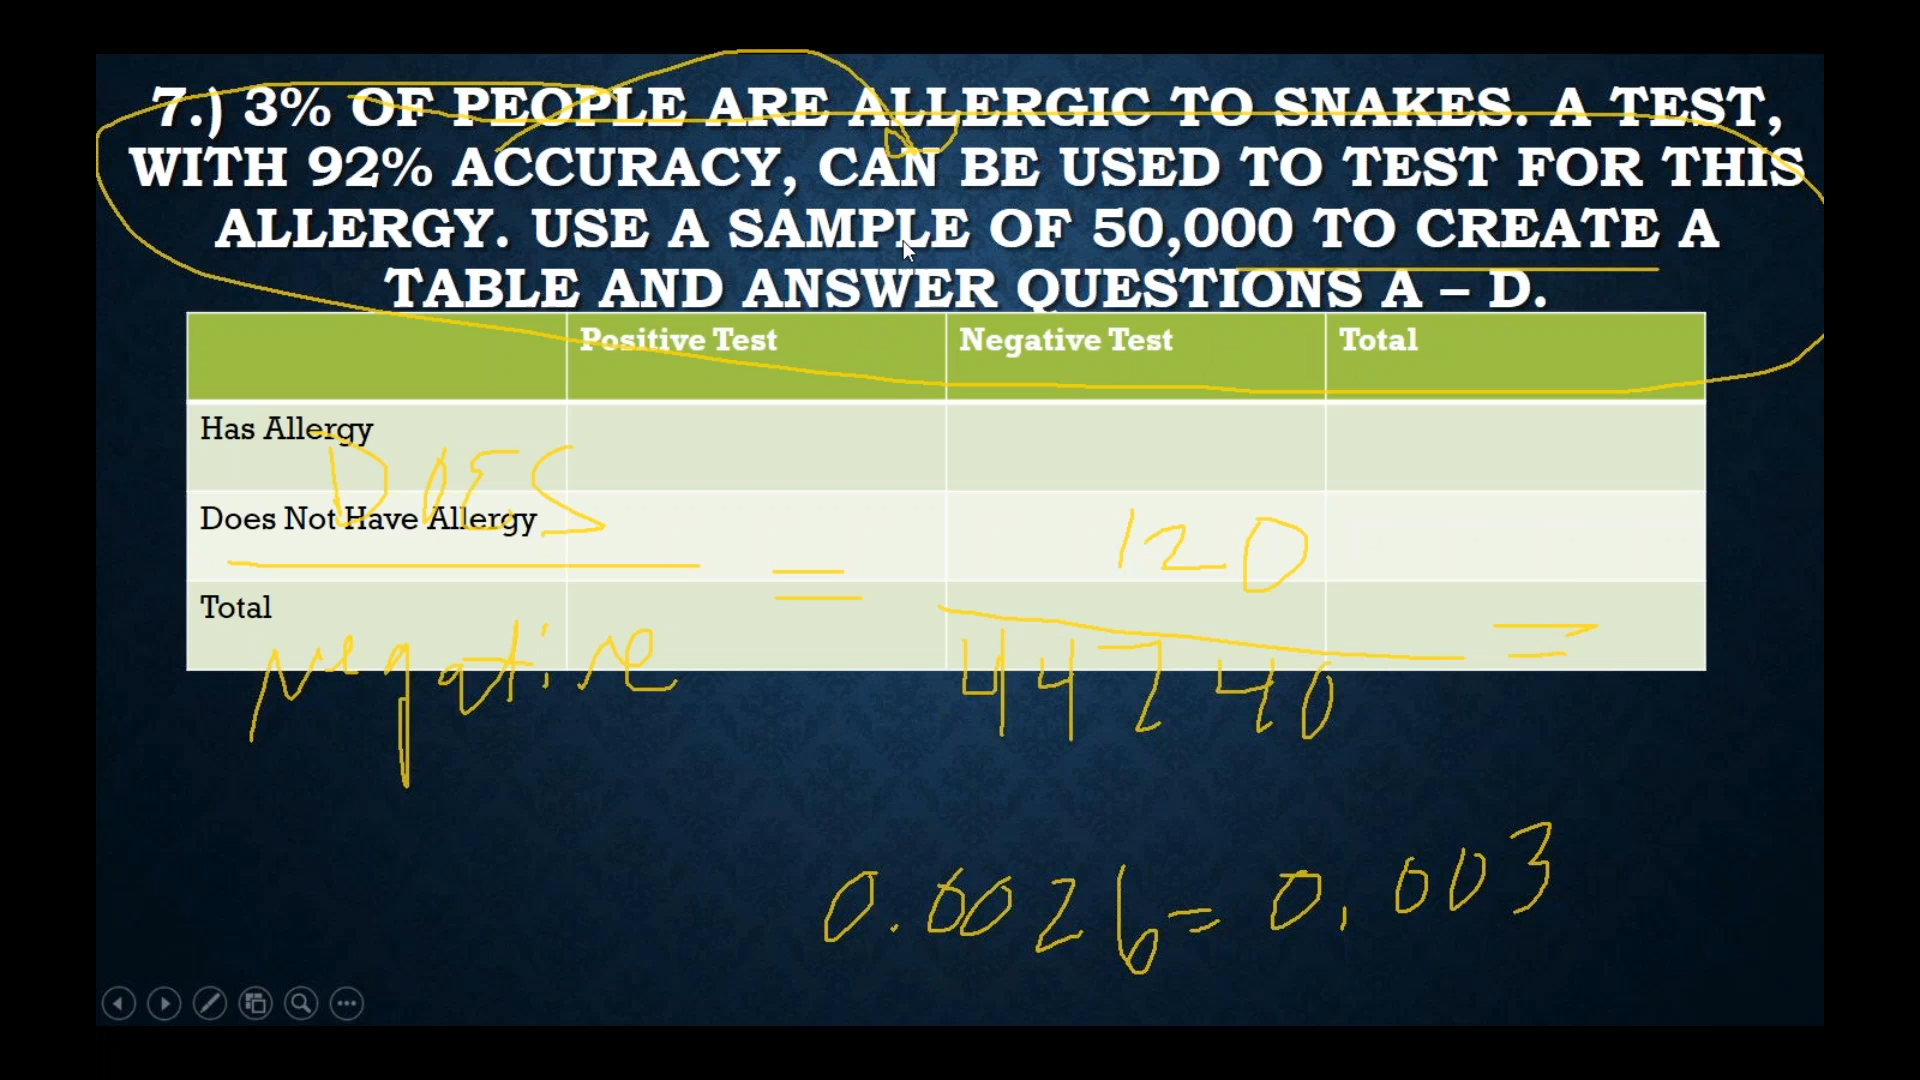 7.) 3% OF PEOPLE ARE ALLERGIC TO SNAKES. A TEST,
WITH 92% ACCURACY, CAN BE USED TO TEST FOR THIS
ALLERGY. USE A SAMPLE OF 50,000 TO CREATE A
TABLE AND ANSWER QUESTIONS A – D.
Positive Test Negative Test Total
Has Allergy
DOES
Does Not Have Allergy
= 120 =
Total
Negative 44740
0.0026 = 0.003